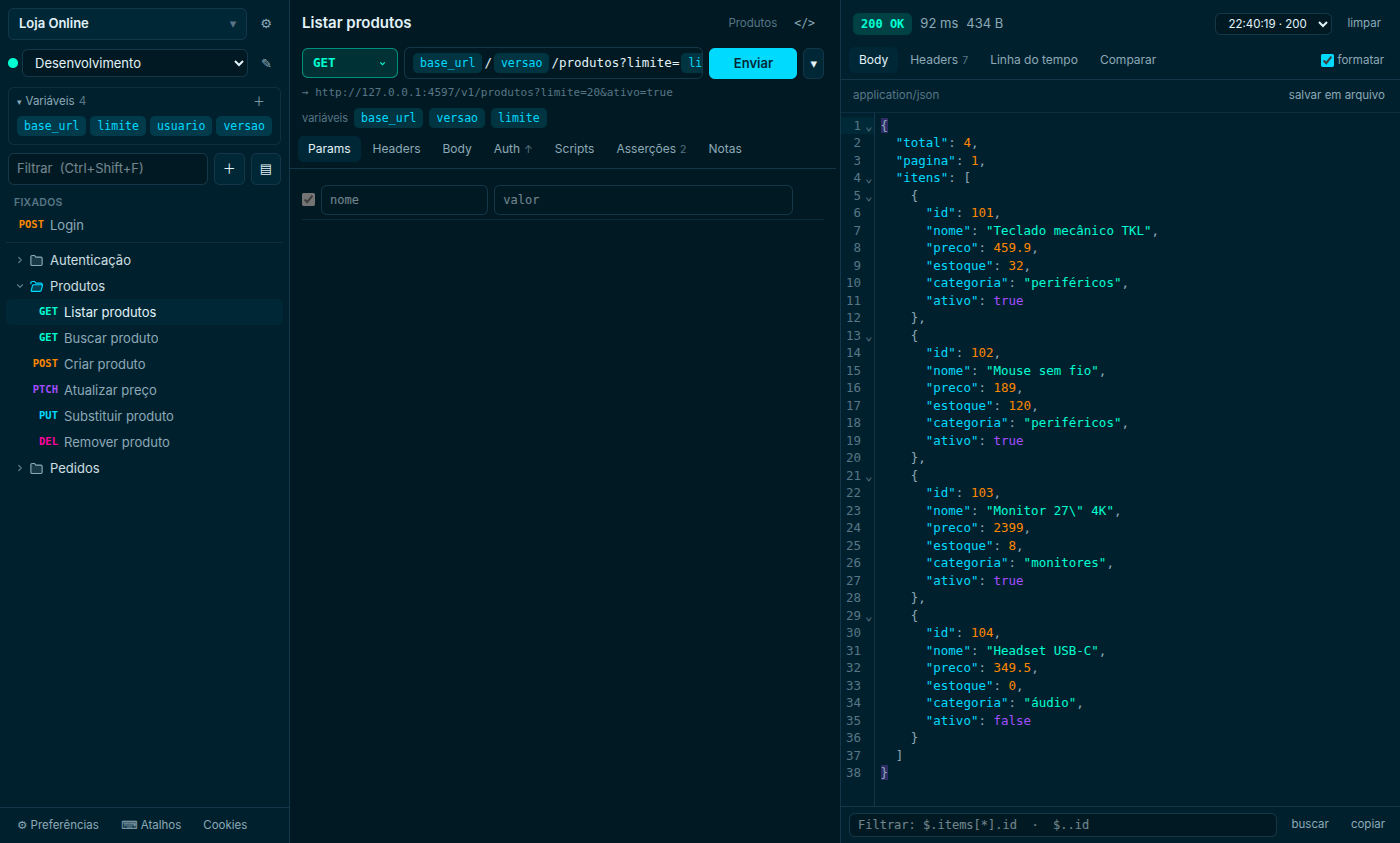 Loja Online ▾ ⚙
Desenvolvimento ✎
▾ Variáveis 4 +
base_url limite usuario versao
Filtrar (Ctrl+Shift+F) + ▤
FIXADOS
POST Login
Autenticação
Produtos
GET Listar produtos
GET Buscar produto
POST Criar produto
PTCH Atualizar preço
PUT Substituir produto
DEL Remover produto
Pedidos
⚙ Preferências ⌨ Atalhos Cookies
Listar produtos Produtos </>
GET base_url / versao /produtos?limite= li Enviar ▾
→ http://127.0.0.1:4597/v1/produtos?limite=20&ativo=true
variáveis base_url versao limite
Params Headers Body Auth ↑ Scripts Asserções 2 Notas
nome valor
200 OK 92 ms 434 B 22:40:19 · 200 limpar
Body Headers 7 Linha do tempo Comparar formatar
application/json salvar em arquivo
1 {
2 "total": 4,
3 "pagina": 1,
4 "itens": [
5 {
6 "id": 101,
7 "nome": "Teclado mecânico TKL",
8 "preco": 459.9,
9 "estoque": 32,
10 "categoria": "periféricos",
11 "ativo": true
12 },
13 {
14 "id": 102,
15 "nome": "Mouse sem fio",
16 "preco": 189,
17 "estoque": 120,
18 "categoria": "periféricos",
19 "ativo": true
20 },
21 {
22 "id": 103,
23 "nome": "Monitor 27\" 4K",
24 "preco": 2399,
25 "estoque": 8,
26 "categoria": "monitores",
27 "ativo": true
28 },
29 {
30 "id": 104,
31 "nome": "Headset USB-C",
32 "preco": 349.5,
33 "estoque": 0,
34 "categoria": "áudio",
35 "ativo": false
36 }
37 ]
38 }
Filtrar: $.items[*].id · $..id buscar copiar